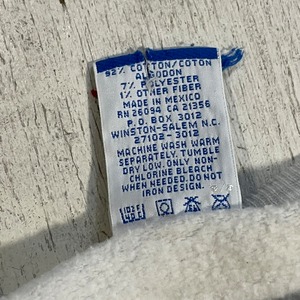 92% COTTON/COTON
ALGODON
7% POLYESTER
1% OTHER FIBER
MADE IN MEXICO
RN 26094 CA 21356
P.O. BOX 3012
WINSTON-SALEM N.C.
27102-3012
MACHINE WASH WARM
SEPARATELY. TUMBLE
DRY LOW. ONLY NON-
CHLORINE BLEACH
WHEN NEEDED. DO NOT
IRON DESIGN.